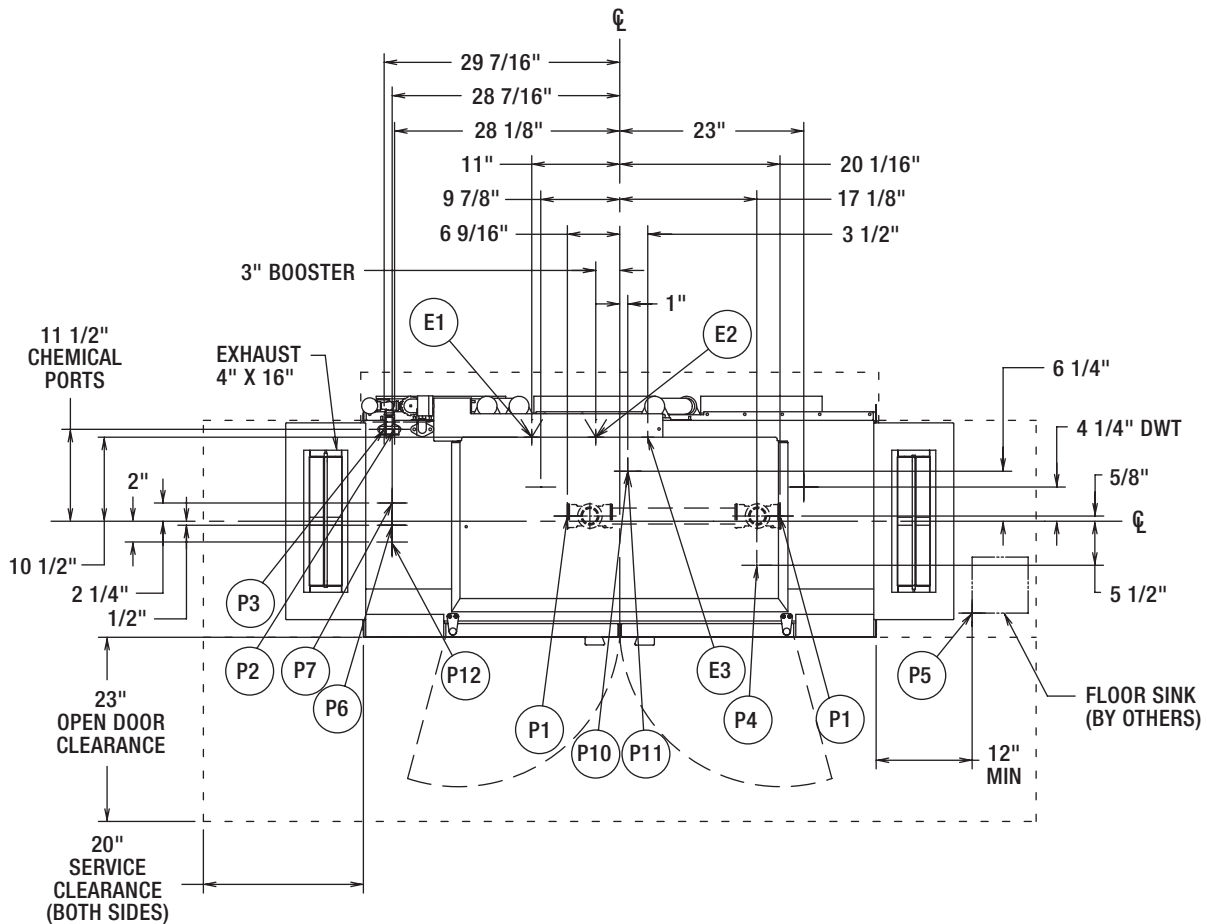 ℄
29 7/16"
28 7/16"
28 1/8"
23"
11"
20 1/16"
9 7/8"
17 1/8"
6 9/16"
3 1/2"
3" BOOSTER
1"
E1
E2
11 1/2"
CHEMICAL
PORTS
EXHAUST
4" X 16"
6 1/4"
4 1/4" DWT
5/8"
2"
℄
10 1/2"
2 1/4"
1/2"
5 1/2"
P3
P2
P7
P6
P12
P1
P10
P11
E3
P4
P1
P5
FLOOR SINK
(BY OTHERS)
23"
OPEN DOOR
CLEARANCE
12"
MIN
20"
SERVICE
CLEARANCE
(BOTH SIDES)